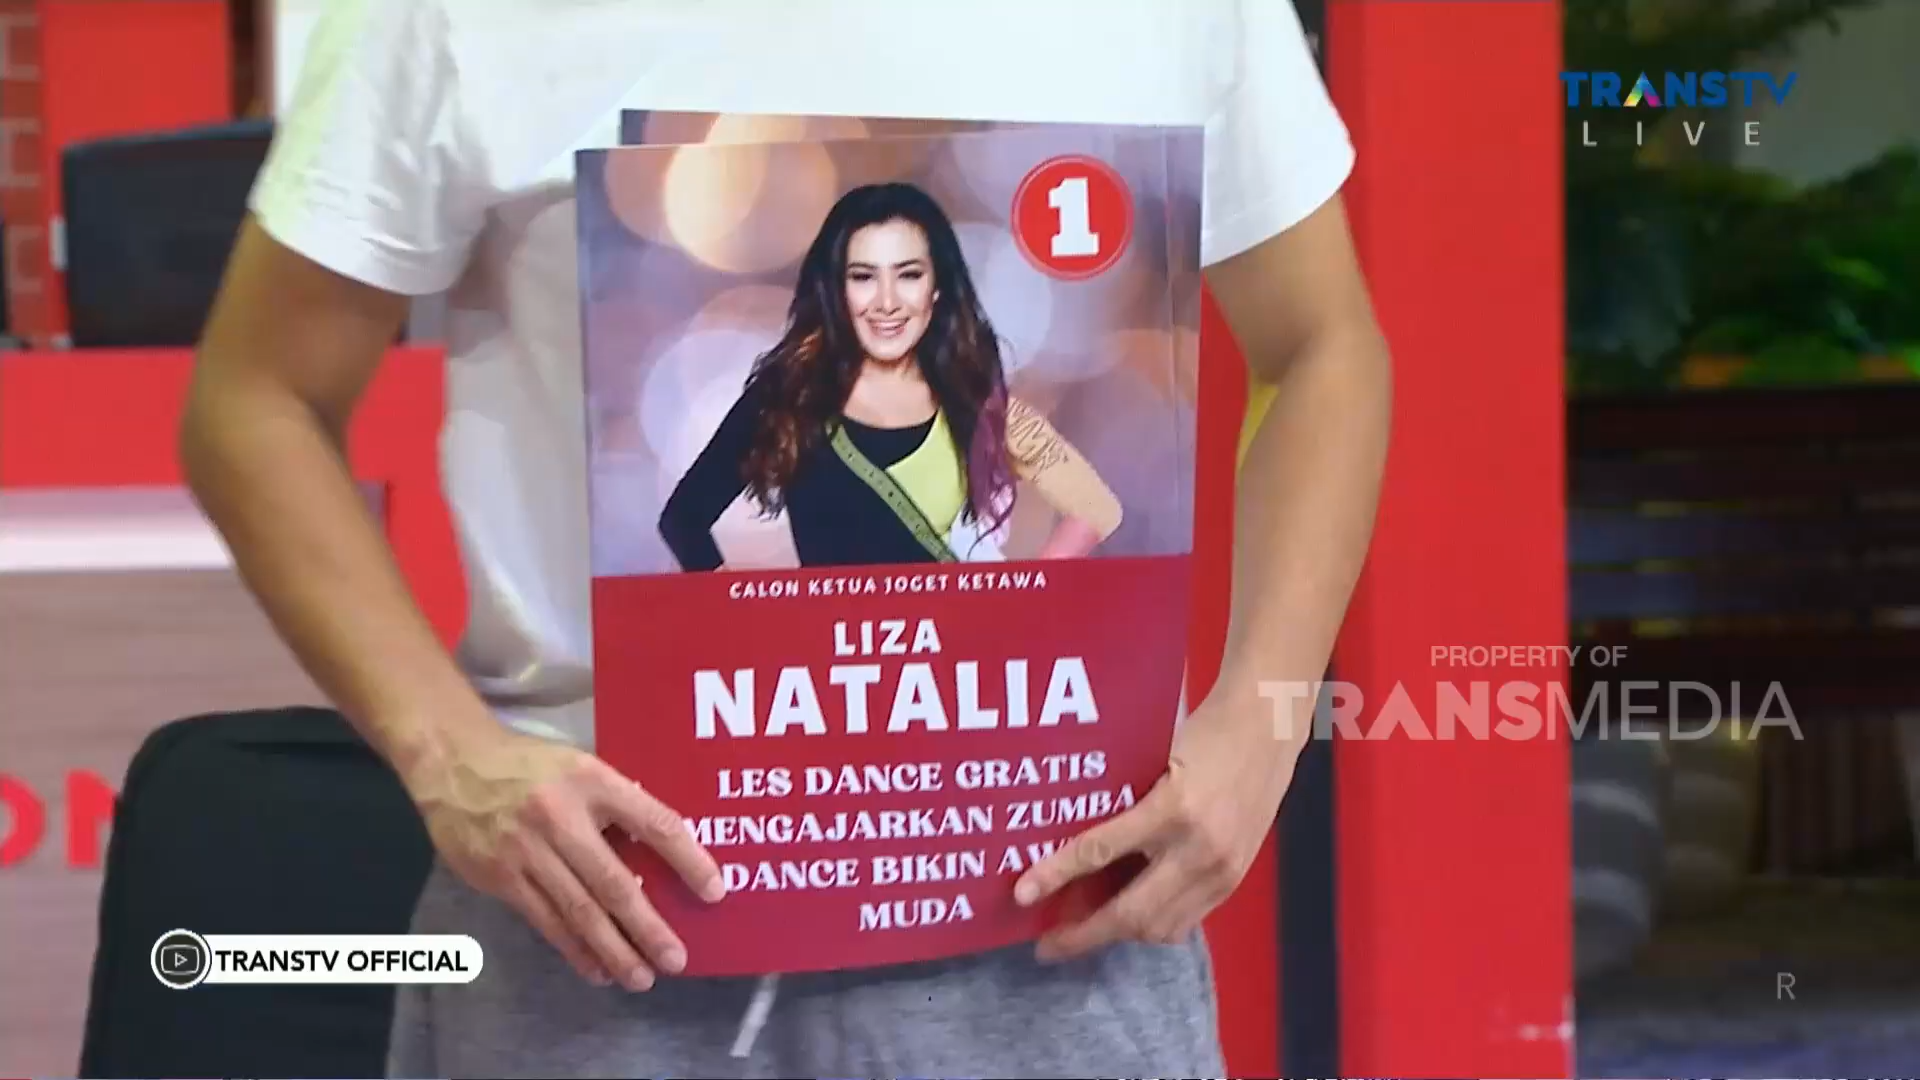 TRANSTV
LIVE
1
CALON KETUA JOGET KETAWA
LIZA
NATALIA
LES DANCE GRATIS
MENGAJARKAN ZUMBA
DANCE BIKIN
MUDA
PROPERTY OF
TRANSMEDIA
TRANSTV OFFICIAL
R